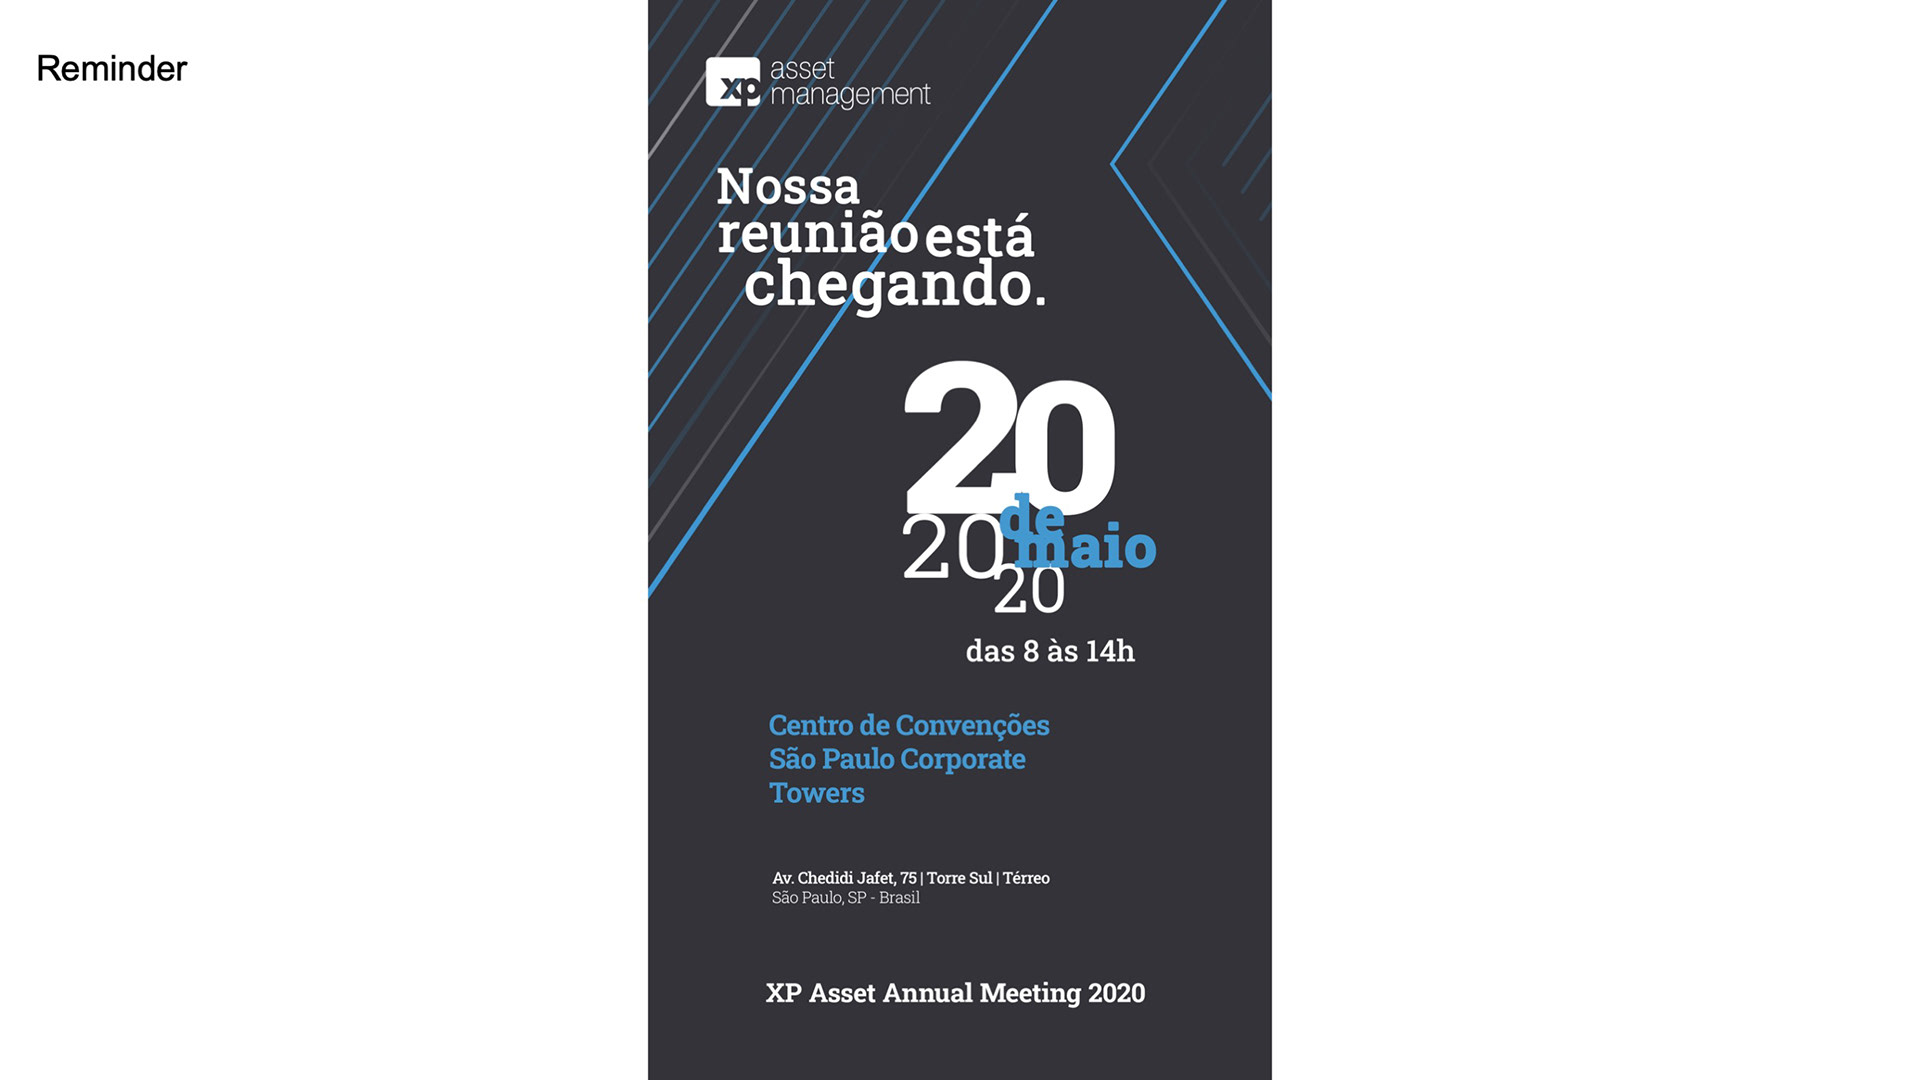 Reminder
xp asset
management
Nossa
reunião está
chegando.
20
de
maio
20
20
das 8 às 14h
Centro de Convenções
São Paulo Corporate
Towers
Av. Chedidi Jafet, 75 | Torre Sul | Térreo
São Paulo, SP - Brasil
XP Asset Annual Meeting 2020